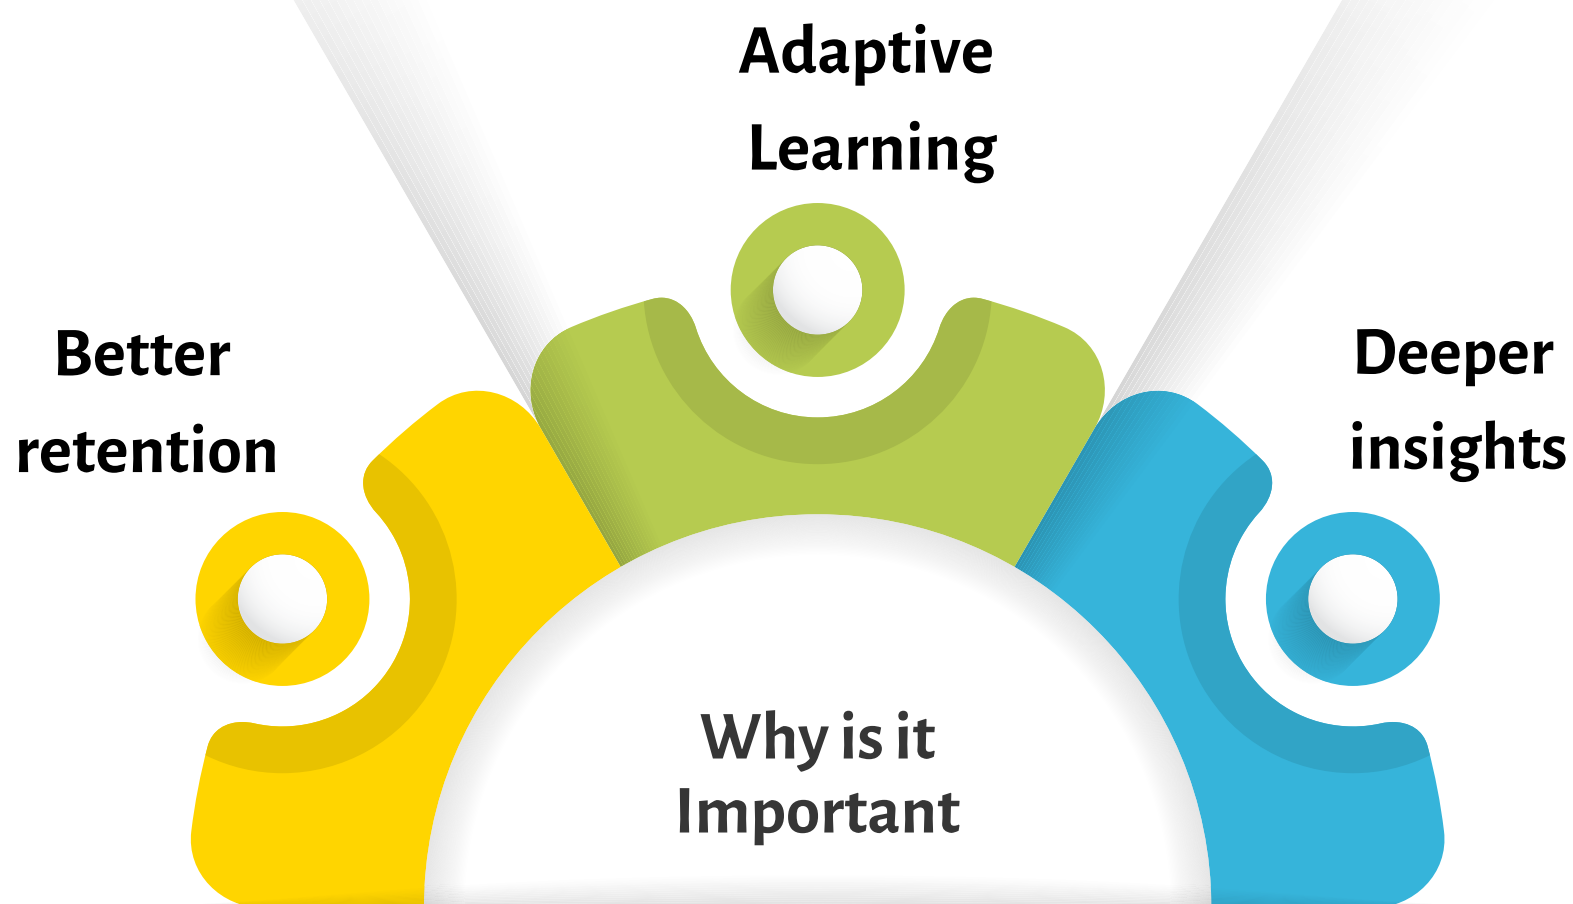 Adaptive
Learning
Better
retention
Deeper
insights
Why is it
Important